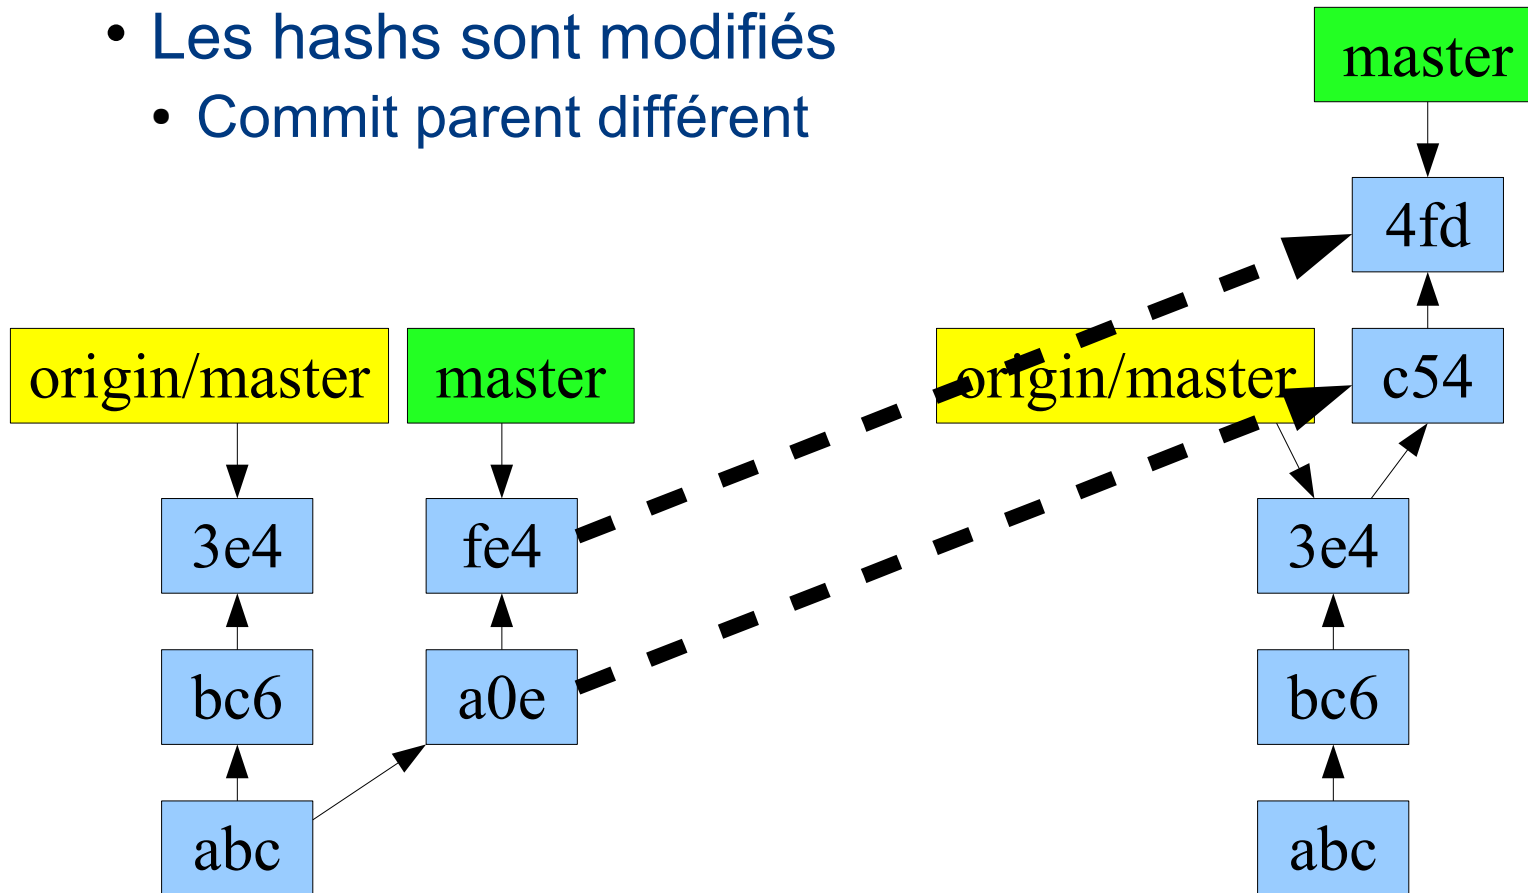 • Les hashs sont modifiés
• Commit parent différent
master
4fd
origin/master
master
origin/master
c54
3e4
fe4
3e4
bc6
a0e
bc6
abc
abc